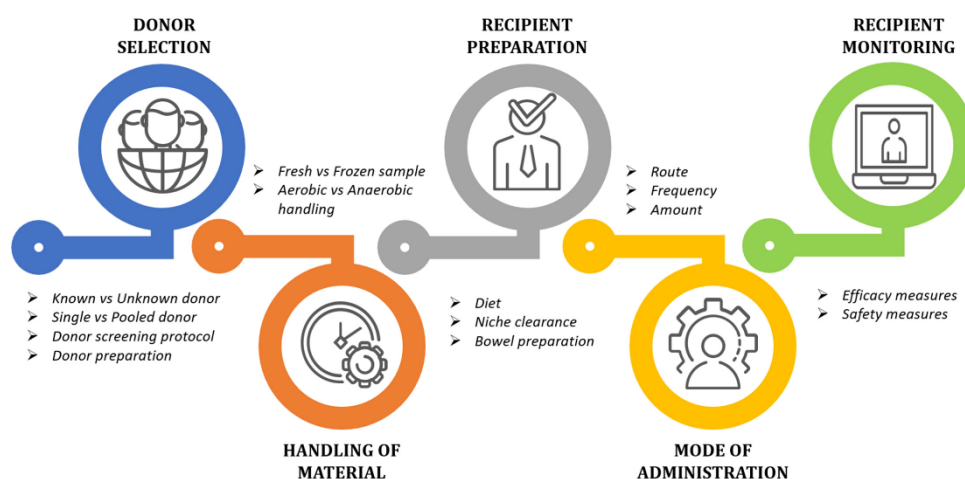 DONOR
SELECTION
➢ Known vs Unknown donor
➢ Single vs Pooled donor
➢ Donor screening protocol
➢ Donor preparation
➢ Fresh vs Frozen sample
➢ Aerobic vs Anaerobic
handling
HANDLING OF
MATERIAL
RECIPIENT
PREPARATION
➢ Diet
➢ Niche clearance
➢ Bowel preparation
➢ Route
➢ Frequency
➢ Amount
MODE OF
ADMINISTRATION
RECIPIENT
MONITORING
➢ Efficacy measures
➢ Safety measures